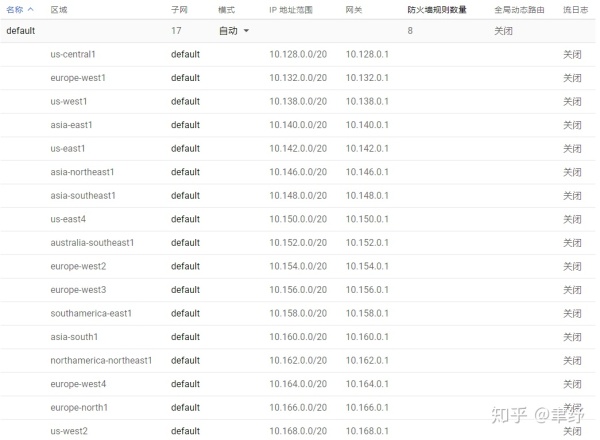 名称 区域 子网 模式 IP 地址范围 网关 防火墙规则数量 全局动态路由 流日志
default 17 自动 8 关闭
us-central1 default 10.128.0.0/20 10.128.0.1 关闭
europe-west1 default 10.132.0.0/20 10.132.0.1 关闭
us-west1 default 10.138.0.0/20 10.138.0.1 关闭
asia-east1 default 10.140.0.0/20 10.140.0.1 关闭
us-east1 default 10.142.0.0/20 10.142.0.1 关闭
asia-northeast1 default 10.146.0.0/20 10.146.0.1 关闭
asia-southeast1 default 10.148.0.0/20 10.148.0.1 关闭
us-east4 default 10.150.0.0/20 10.150.0.1 关闭
australia-southeast1 default 10.152.0.0/20 10.152.0.1 关闭
europe-west2 default 10.154.0.0/20 10.154.0.1 关闭
europe-west3 default 10.156.0.0/20 10.156.0.1 关闭
southamerica-east1 default 10.158.0.0/20 10.158.0.1 关闭
asia-south1 default 10.160.0.0/20 10.160.0.1 关闭
northamerica-northeast1 default 10.162.0.0/20 10.162.0.1 关闭
europe-west4 default 10.164.0.0/20 10.164.0.1 关闭
europe-north1 default 10.166.0.0/20 10.166.0.1 关闭
us-west2 default 10.168.0.0/20 10.168.0.1 关闭
知乎 @聿纾